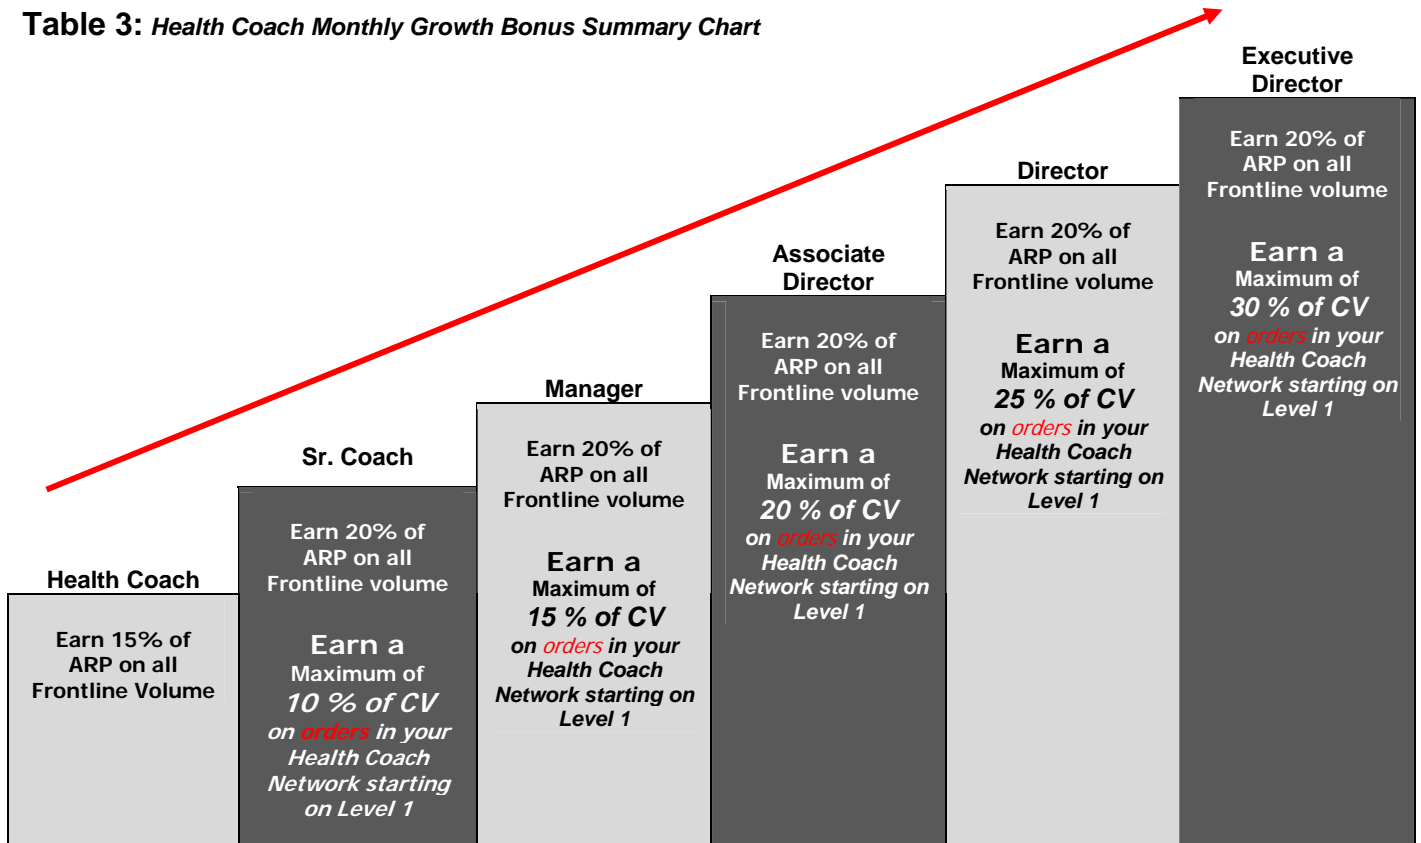 Table 3: Health Coach Monthly Growth Bonus Summary Chart
Health Coach
Earn 15% of
ARP on all
Frontline Volume
Sr. Coach
Earn 20% of
ARP on all
Frontline volume
Earn a
Maximum of
10 % of CV
on orders in your
Health Coach
Network starting
on Level 1
Manager
Earn 20% of
ARP on all
Frontline volume
Earn a
Maximum of
15 % of CV
on orders in your
Health Coach
Network starting on
Level 1
Associate
Director
Earn 20% of
ARP on all
Frontline volume
Earn a
Maximum of
20 % of CV
on orders in your
Health Coach
Network starting on
Level 1
Director
Earn 20% of
ARP on all
Frontline volume
Earn a
Maximum of
25 % of CV
on orders in your
Health Coach
Network starting on
Level 1
Executive
Director
Earn 20% of
ARP on all
Frontline volume
Earn a
Maximum of
30 % of CV
on orders in your
Health Coach
Network starting on
Level 1